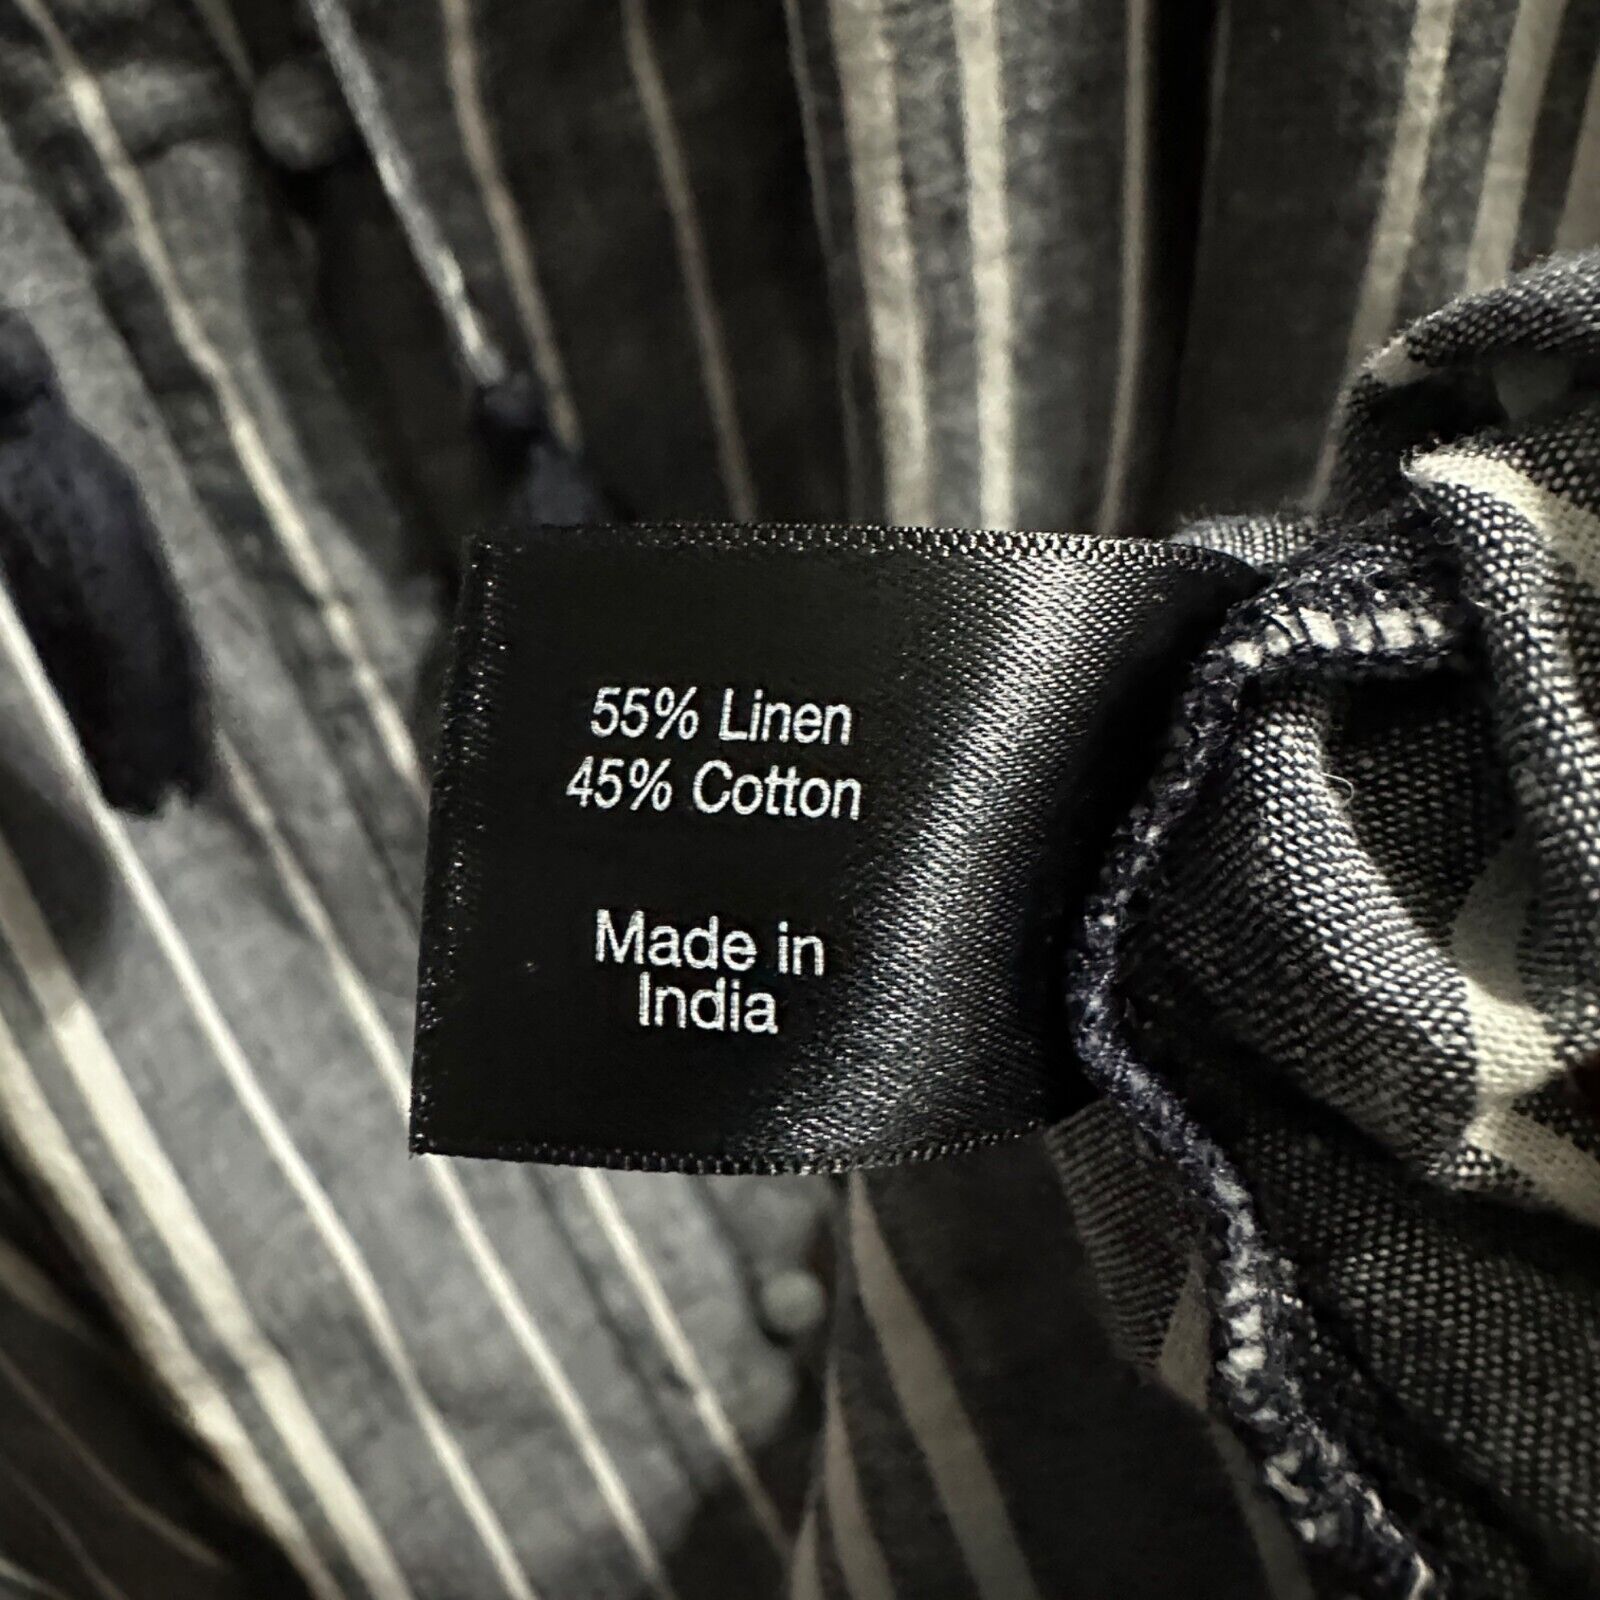 55% Linen
45% Cotton
Made in
India